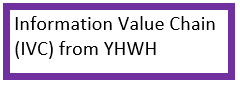 Information Value Chain
(IVC) from YHWH